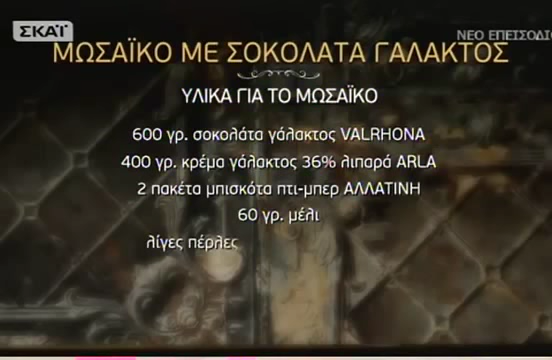 ΣΚΑΪ
ΝΕΟ ΕΠΕΙΣΟΔΙΟ
ΜΩΣΑΪΚΟ ΜΕ ΣΟΚΟΛΑΤΑ ΓΑΛΑΚΤΟΣ
ΥΛΙΚΑ ΓΙΑ ΤΟ ΜΩΣΑΪΚΟ
600 γρ. σοκολάτα γάλακτος VALRHONA
400 γρ. κρέμα γάλακτος 36% λιπαρά ARLA
2 πακέτα μπισκότα πτι-μπερ ΑΛΛΑΤΙΝΗ
60 γρ. μέλι
λίγες πέρλες